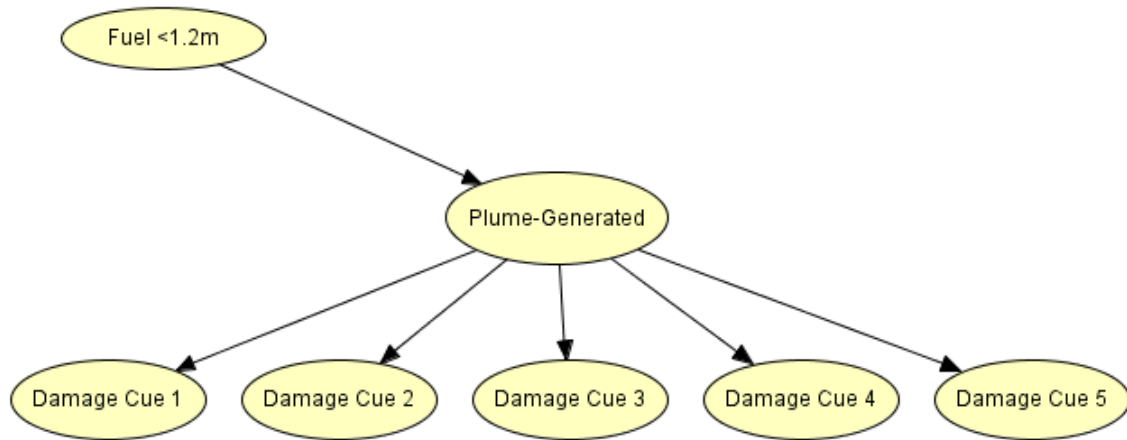 Fuel <1.2m
Plume-Generated
Damage Cue 1
Damage Cue 2
Damage Cue 3
Damage Cue 4
Damage Cue 5